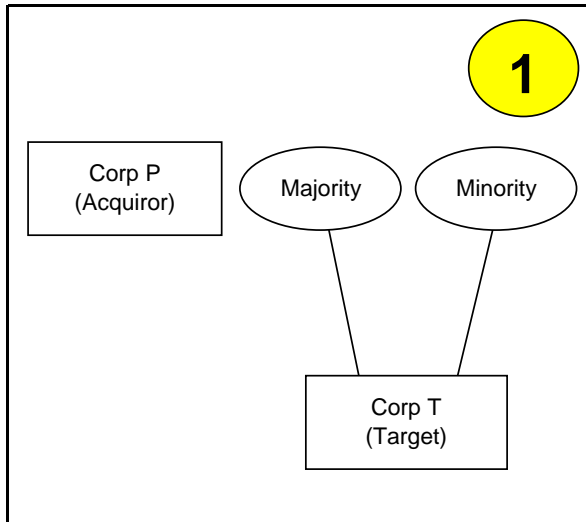 1
Corp P
(Acquiror)
Majority
Minority
Corp T
(Target)